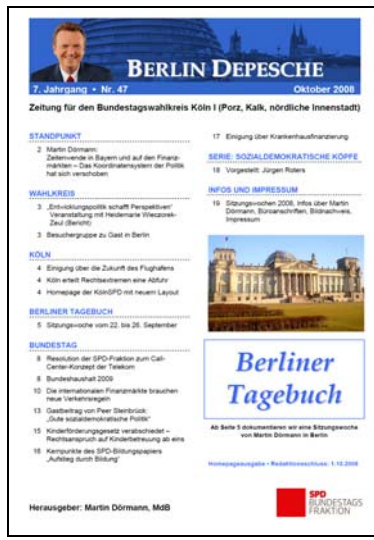 BERLIN DEPESCHE
7. Jahrgang • Nr. 47
Oktober 2008
Zeitung für den Bundestagswahlkreis Köln I (Porz, Kalk, nördliche Innenstadt)
STANDPUNKT
2 Martin Dörmann:
Zeitenwende in Bayern und auf den Finanz-
märkten – Das Koordinatensystem der Politik
hat sich verschoben
WAHLKREIS
3 „Entwicklungspolitik schafft Perspektiven“
Veranstaltung mit Heidemarie Wieczorek-
Zeul (Bericht)
3 Besuchergruppe zu Gast in Berlin
KÖLN
4 Einigung über die Zukunft des Flughafens
4 Köln erteilt Rechtsextremen eine Abfuhr
4 Homepage der KölnSPD mit neuem Layout
BERLINER TAGEBUCH
5 Sitzungswoche vom 22. bis 26. September
BUNDESTAG
8 Resolution der SPD-Fraktion zum Call-
Center-Konzept der Telekom
8 Bundeshaushalt 2009
10 Die internationalen Finanzmärkte brauchen
neue Verkehrsregeln
13 Gastbeitrag von Peer Steinbrück:
„Gute sozialdemokratische Politik“
15 Kinderförderungsgesetz verabschiedet –
Rechtsanspruch auf Kinderbetreuung ab eins
16 Kernpunkte des SPD-Bildungspapiers
„Aufstieg durch Bildung“
17 Einigung über Krankenhausfinanzierung
SERIE: SOZIALDEMOKRATISCHE KÖPFE
18 Vorgestellt: Jürgen Roters
INFOS UND IMPRESSUM
19 Sitzungswochen 2008, Infos über Martin
Dörmann, Büroanschriften, Bildnachweis,
Impressum
Berliner
Tagebuch
Ab Seite 5 dokumentieren wir eine Sitzungswoche
von Martin Dörmann in Berlin
Homepageausgabe • Redaktionsschluss: 1.10.2008
Herausgeber: Martin Dörmann, MdB
SPD
BUNDESTAGS
FRAKTION